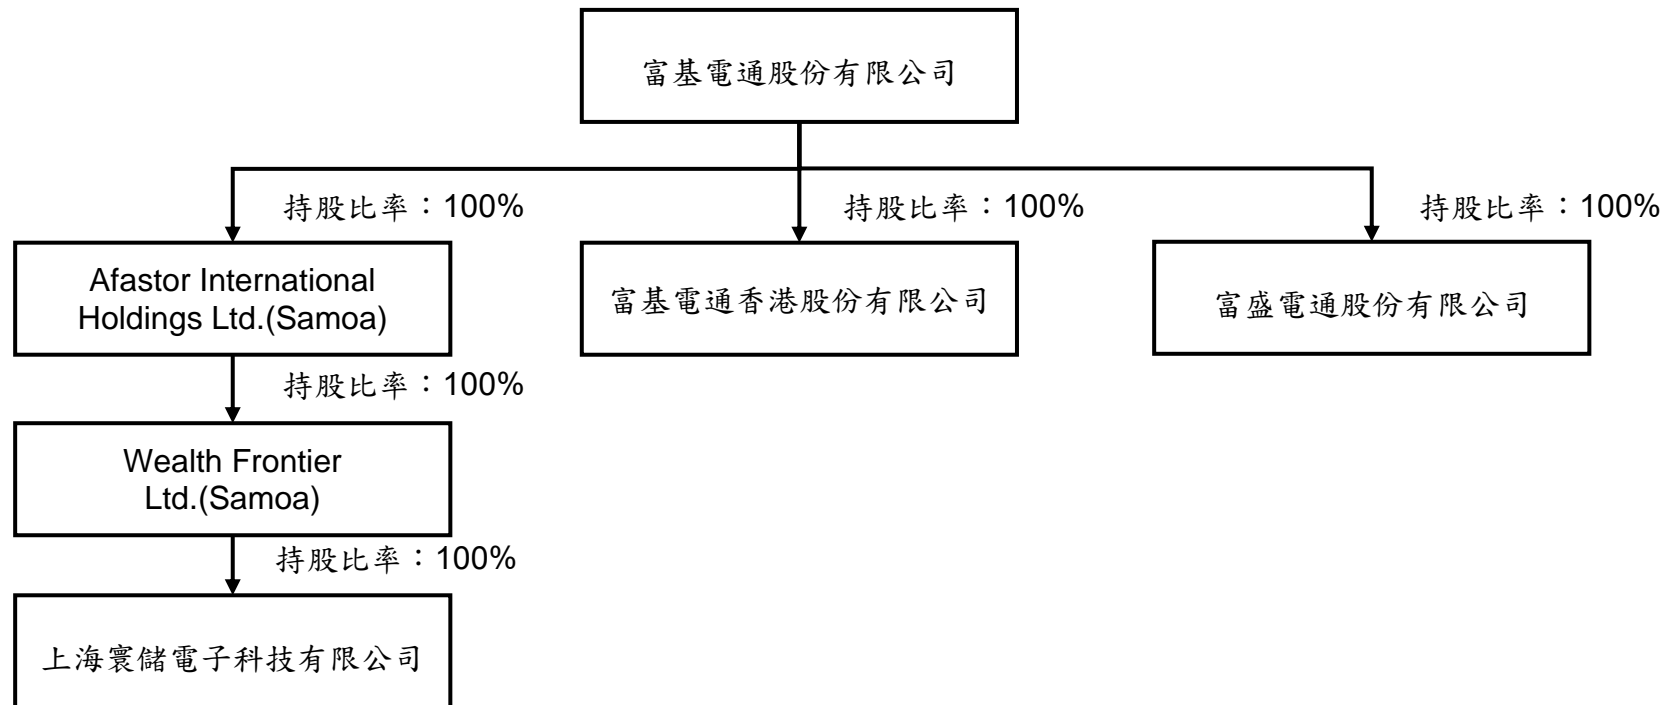 富基電通股份有限公司
持股比率：100%
持股比率：100%
持股比率：100%
Afastor International
Holdings Ltd.(Samoa)
富基電通香港股份有限公司
富盛電通股份有限公司
持股比率：100%
Wealth Frontier
Ltd.(Samoa)
持股比率：100%
上海寰儲電子科技有限公司